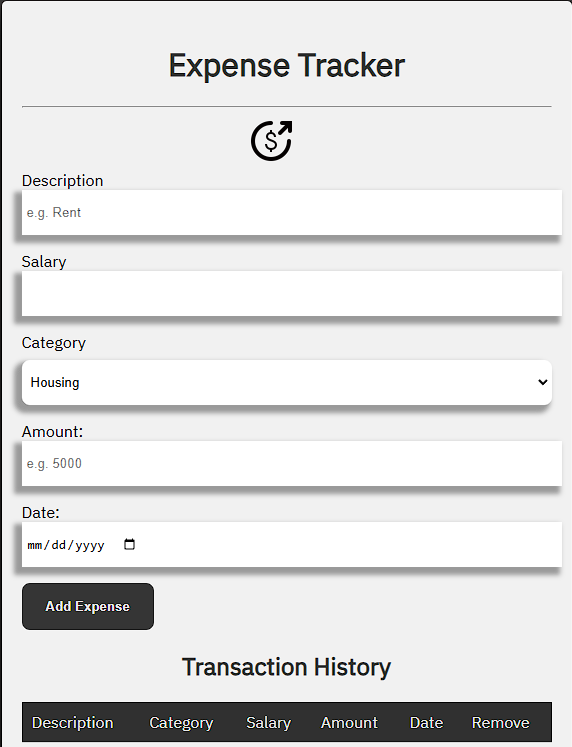 Expense Tracker
$
Description
e.g. Rent
Salary
Category
Housing
Amount:
e.g. 5000
Date:
mm/dd/yyyy
Add Expense
Transaction History
Description Category Salary Amount Date Remove